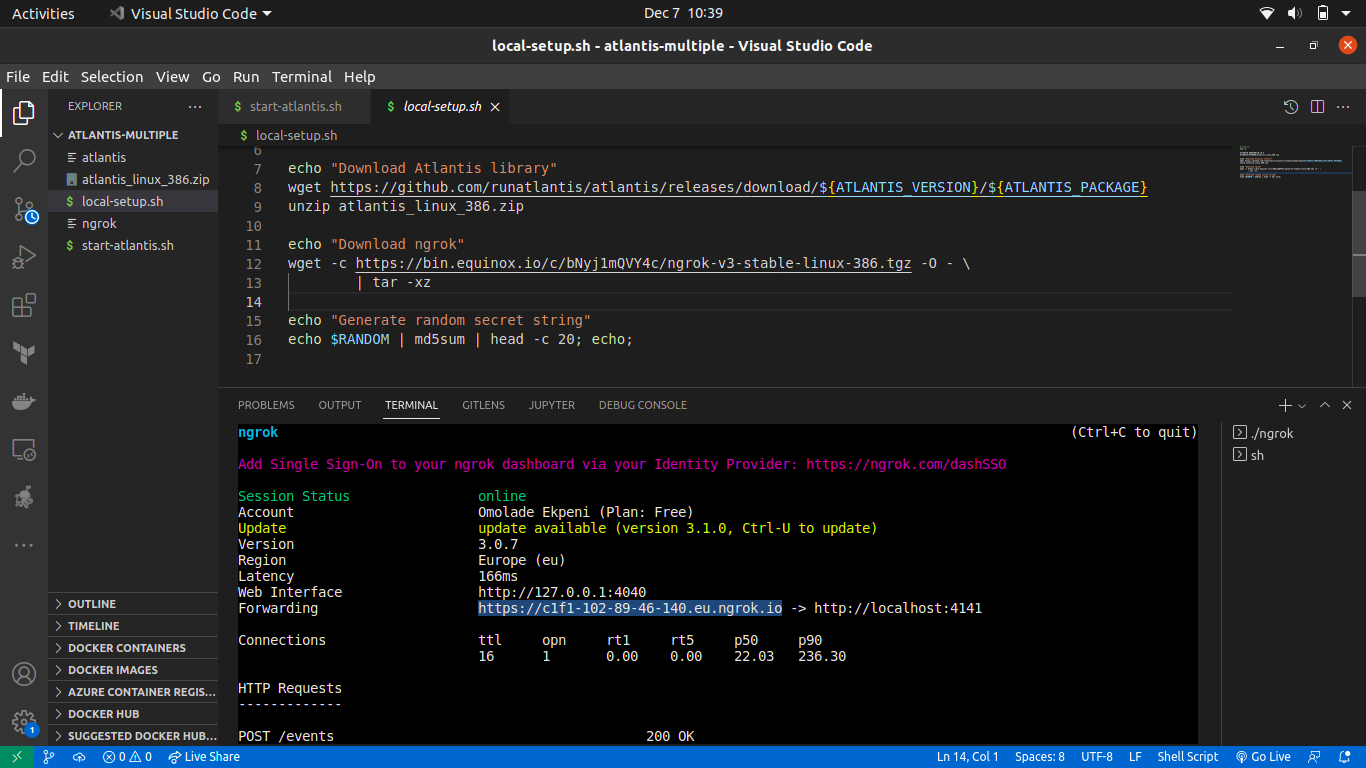 Activities
Visual Studio Code
Dec 7 10:39
local-setup.sh - atlantis-multiple - Visual Studio Code
File Edit Selection View Go Run Terminal Help
EXPLORER
ATLANTIS-MULTIPLE
atlantis
atlantis_linux_386.zip
$ local-setup.sh
ngrok
$ start-atlantis.sh
OUTLINE
TIMELINE
DOCKER CONTAINERS
DOCKER IMAGES
AZURE CONTAINER REGIS...
DOCKER HUB
SUGGESTED DOCKER HUB...
1
$ start-atlantis.sh
$ local-setup.sh
$ local-setup.sh
6
7 echo "Download Atlantis library"
8 wget https://github.com/runatlantis/atlantis/releases/download/${ATLANTIS_VERSION}/${ATLANTIS_PACKAGE}
9 unzip atlantis_linux_386.zip
10
11 echo "Download ngrok"
12 wget -c https://bin.equinox.io/c/bNyj1mQVY4c/ngrok-v3-stable-linux-386.tgz -O - \
13 | tar -xz
14
15 echo "Generate random secret string"
16 echo $RANDOM | md5sum | head -c 20; echo;
17
PROBLEMS OUTPUT TERMINAL GITLENS JUPYTER DEBUG CONSOLE
ngrok (Ctrl+C to quit)
Add Single Sign-On to your ngrok dashboard via your Identity Provider: https://ngrok.com/dashSSO
Session Status online
Account Omolade Ekpeni (Plan: Free)
Update update available (version 3.1.0, Ctrl-U to update)
Version 3.0.7
Region Europe (eu)
Latency 166ms
Web Interface http://127.0.0.1:4040
Forwarding https://c1f1-102-89-46-140.eu.ngrok.io -> http://localhost:4141
Connections ttl opn rt1 rt5 p50 p90
16 1 0.00 0.00 22.03 236.30
HTTP Requests
-------------
POST /events 200 OK
./ngrok
sh
0 0
Live Share
Ln 14, Col 1
Spaces: 8
UTF-8
LF
Shell Script
Go Live